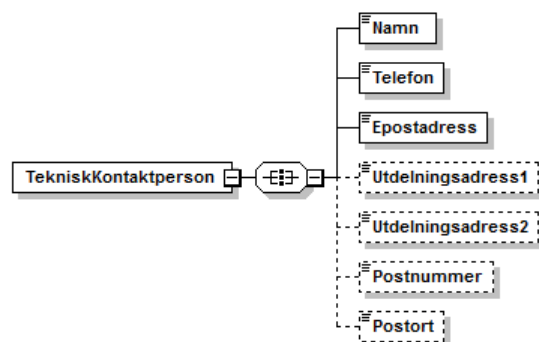 Namn
Telefon
Epostadress
TekniskKontaktperson
Utdelningsadress1
Utdelningsadress2
Postnummer
Postort